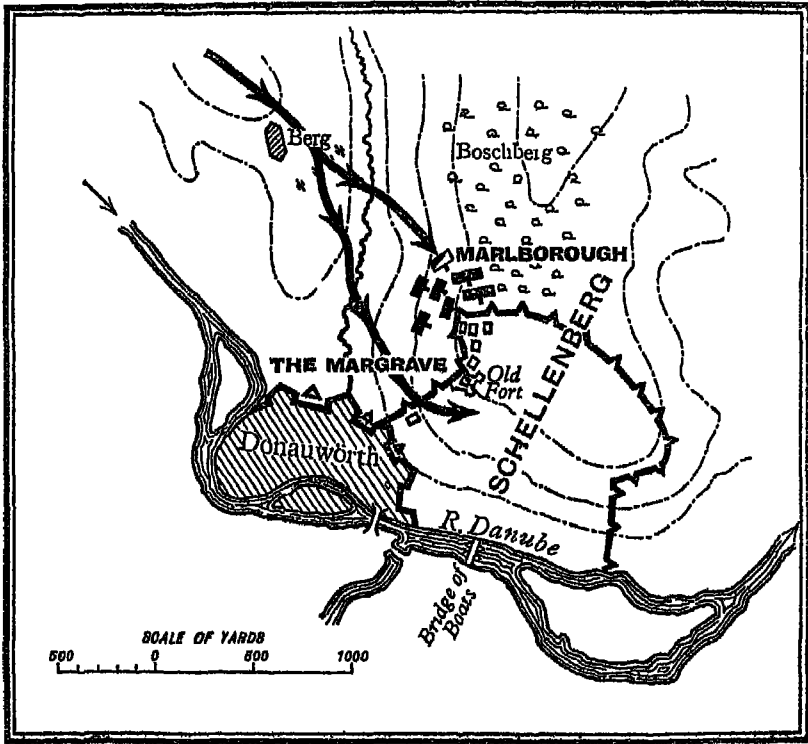 Berg
Boschberg
MARLBOROUGH
SCHELLENBERG
THE MARGRAVE
Old
Fort
Donauwörth
R. Danube
Bridge of
Boats
SCALE OF YARDS
500 0 500 1000